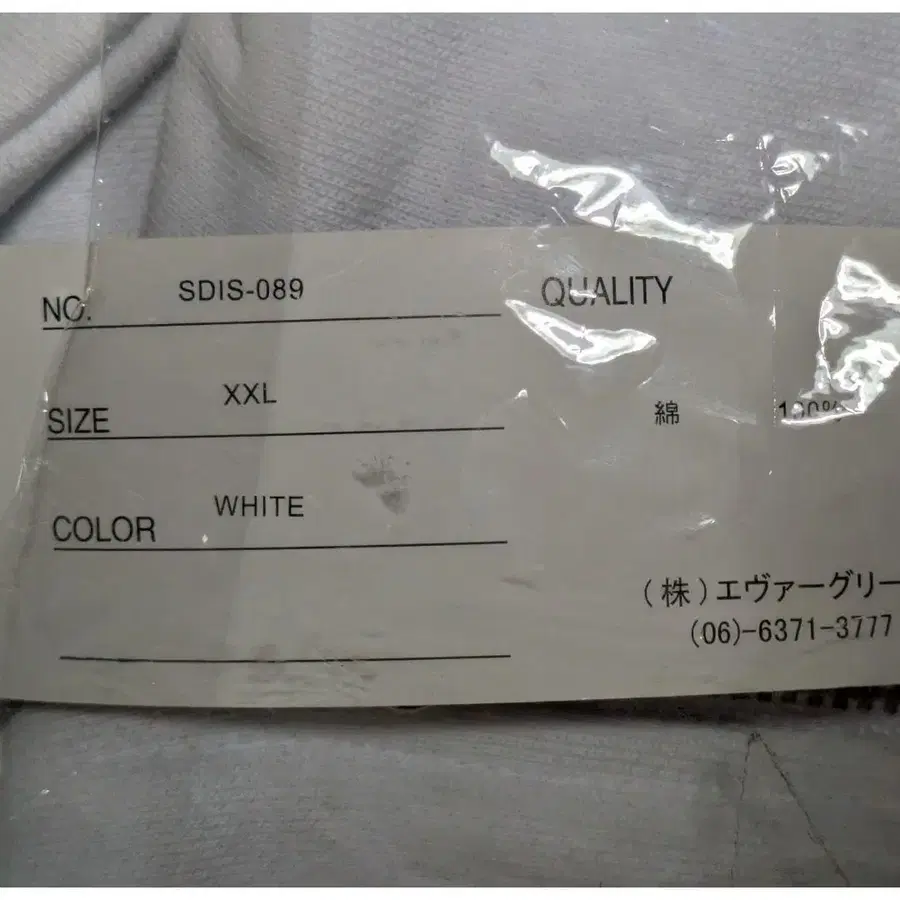 NO. SDIS-089
SIZE XXL
COLOR WHITE
QUALITY
綿 100%
(株)エヴァーグリー
(06)-6371-3777